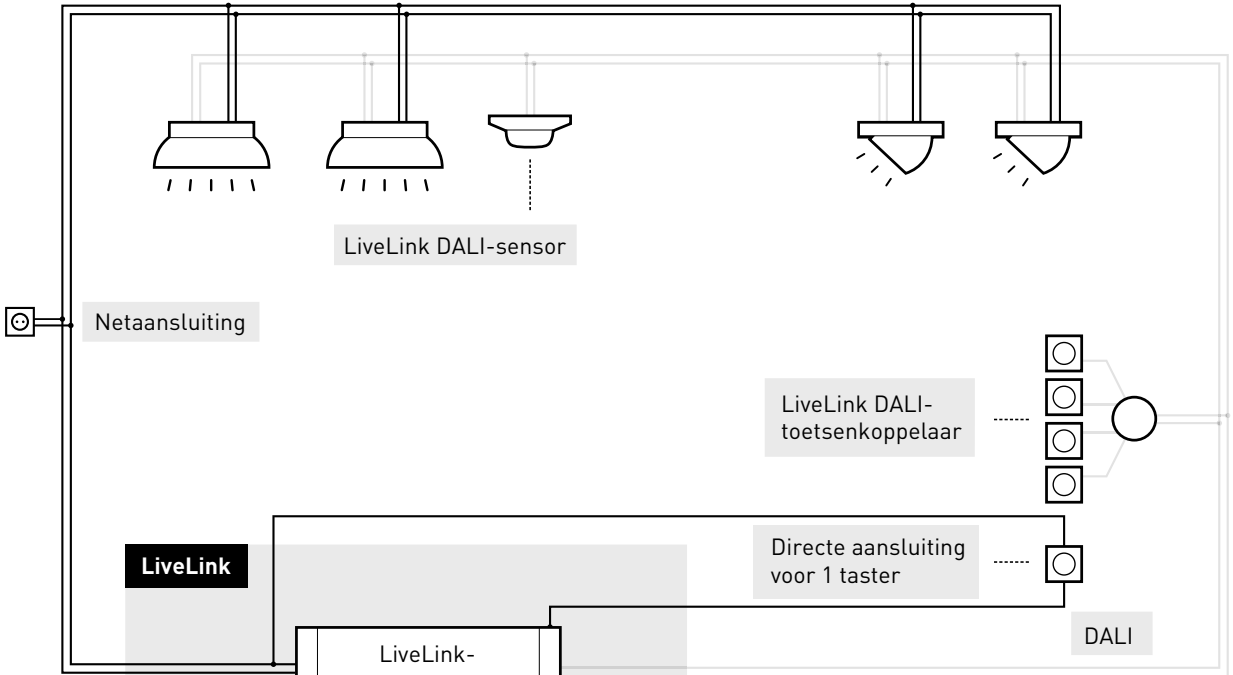 LiveLink DALI-sensor
Netaansluiting
LiveLink DALI-
toetsenkoppelaar
Directe aansluiting
voor 1 taster
LiveLink
DALI
LiveLink-